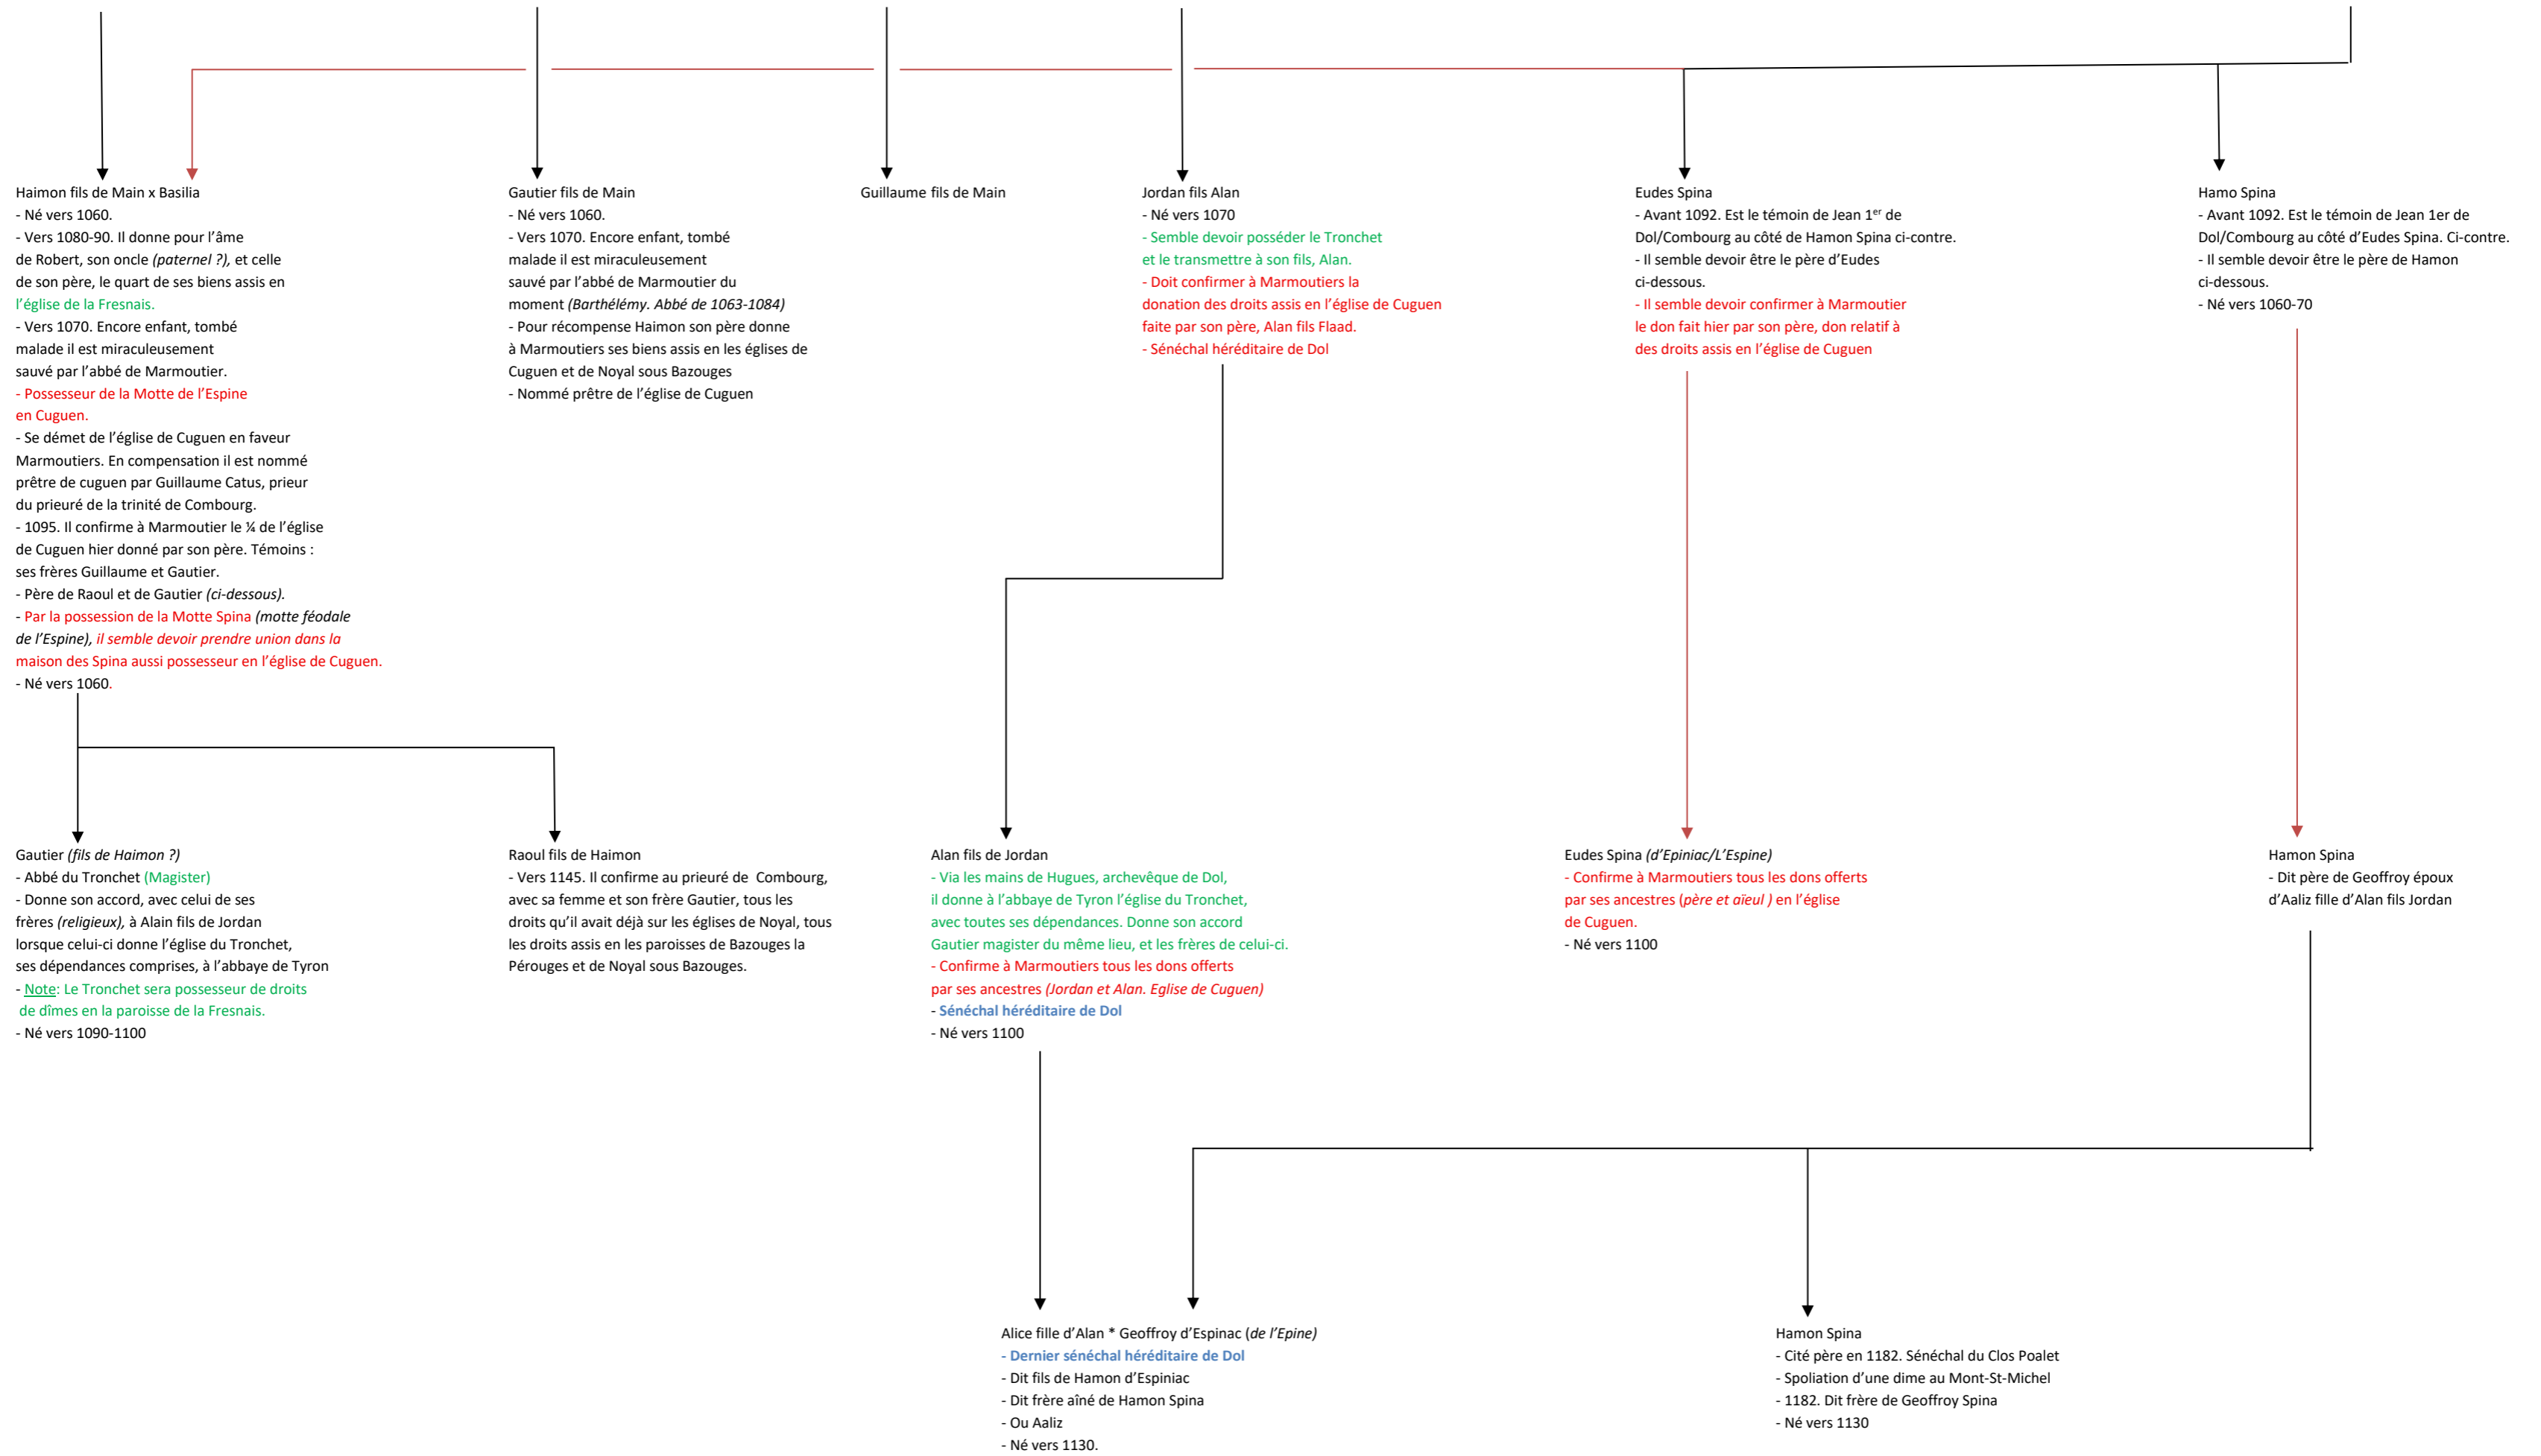 Haimon fils de Main x Basilia
- Né vers 1060.
- Vers 1080-90. Il donne pour l’âme
de Robert, son oncle (paternel ?), et celle
de son père, le quart de ses biens assis en
l’église de la Fresnais.
- Vers 1070. Encore enfant, tombé
malade il est miraculeusement
sauvé par l’abbé de Marmoutier.
- Possesseur de la Motte de l’Espine
en Cuguen.
- Se démet de l’église de Cuguen en faveur
Marmoutiers. En compensation il est nommé
prêtre de cuguen par Guillaume Catus, prieur
du prieuré de la trinité de Combourg.
- 1095. Il confirme à Marmoutier le ¼ de l’église
de Cuguen hier donné par son père. Témoins :
ses frères Guillaume et Gautier.
- Père de Raoul et de Gautier (ci-dessous).
- Par la possession de la Motte Spina (motte féodale
de l’Espine), il semble devoir prendre union dans la
maison des Spina aussi possesseur en l’église de Cuguen.
- Né vers 1060.
Gautier fils de Main
- Né vers 1060.
- Vers 1070. Encore enfant, tombé
malade il est miraculeusement
sauvé par l’abbé de Marmoutier du
moment (Barthélémy. Abbé de 1063-1084)
- Pour récompense Haimon son père donne
à Marmoutiers ses biens assis en les églises de
Cuguen et de Noyal sous Bazouges
- Nommé prêtre de l’église de Cuguen
Guillaume fils de Main
Jordan fils Alan
- Né vers 1070
- Semble devoir posséder le Tronchet
et le transmettre à son fils, Alan.
- Doit confirmer à Marmoutiers la
donation des droits assis en l’église de Cuguen
faite par son père, Alan fils Flaad.
- Sénéchal héréditaire de Dol
Eudes Spina
- Avant 1092. Est le témoin de Jean 1er de
Dol/Combourg au côté de Hamon Spina ci-contre.
- Il semble devoir être le père d’Eudes
ci-dessous.
- Il semble devoir confirmer à Marmoutier
le don fait hier par son père, don relatif à
des droits assis en l’église de Cuguen
Hamo Spina
- Avant 1092. Est le témoin de Jean 1er de
Dol/Combourg au côté d’Eudes Spina. Ci-contre.
- Il semble devoir être le père de Hamon
ci-dessous.
- Né vers 1060-70
Gautier (fils de Haimon ?)
- Abbé du Tronchet (Magister)
- Donne son accord, avec celui de ses
frères (religieux), à Alain fils de Jordan
lorsque celui-ci donne l’église du Tronchet,
ses dépendances comprises, à l’abbaye de Tyron
- Note: Le Tronchet sera possesseur de droits
de dîmes en la paroisse de la Fresnais.
- Né vers 1090-1100
Raoul fils de Haimon
- Vers 1145. Il confirme au prieuré de Combourg,
avec sa femme et son frère Gautier, tous les
droits qu’il avait déjà sur les églises de Noyal, tous
les droits assis en les paroisses de Bazouges la
Pérouges et de Noyal sous Bazouges.
Alan fils de Jordan
- Via les mains de Hugues, archevêque de Dol,
il donne à l’abbaye de Tyron l’église du Tronchet,
avec toutes ses dépendances. Donne son accord
Gautier magister du même lieu, et les frères de celui-ci.
- Confirme à Marmoutiers tous les dons offerts
par ses ancestres (Jordan et Alan. Eglise de Cuguen)
- Sénéchal héréditaire de Dol
- Né vers 1100
Eudes Spina (d’Epiniac/L’Espine)
- Confirme à Marmoutiers tous les dons offerts
par ses ancestres (père et aïeul ) en l’église
de Cuguen.
- Né vers 1100
Hamon Spina
- Dit père de Geoffroy époux
d’Aaliz fille d’Alan fils Jordan
Alice fille d’Alan * Geoffroy d’Espinac (de l’Epine)
- Dernier sénéchal héréditaire de Dol
- Dit fils de Hamon d’Espiniac
- Dit frère aîné de Hamon Spina
- Ou Aaliz
- Né vers 1130.
Hamon Spina
- Cité père en 1182. Sénéchal du Clos Poalet
- Spoliation d’une dime au Mont-St-Michel
- 1182. Dit frère de Geoffroy Spina
- Né vers 1130